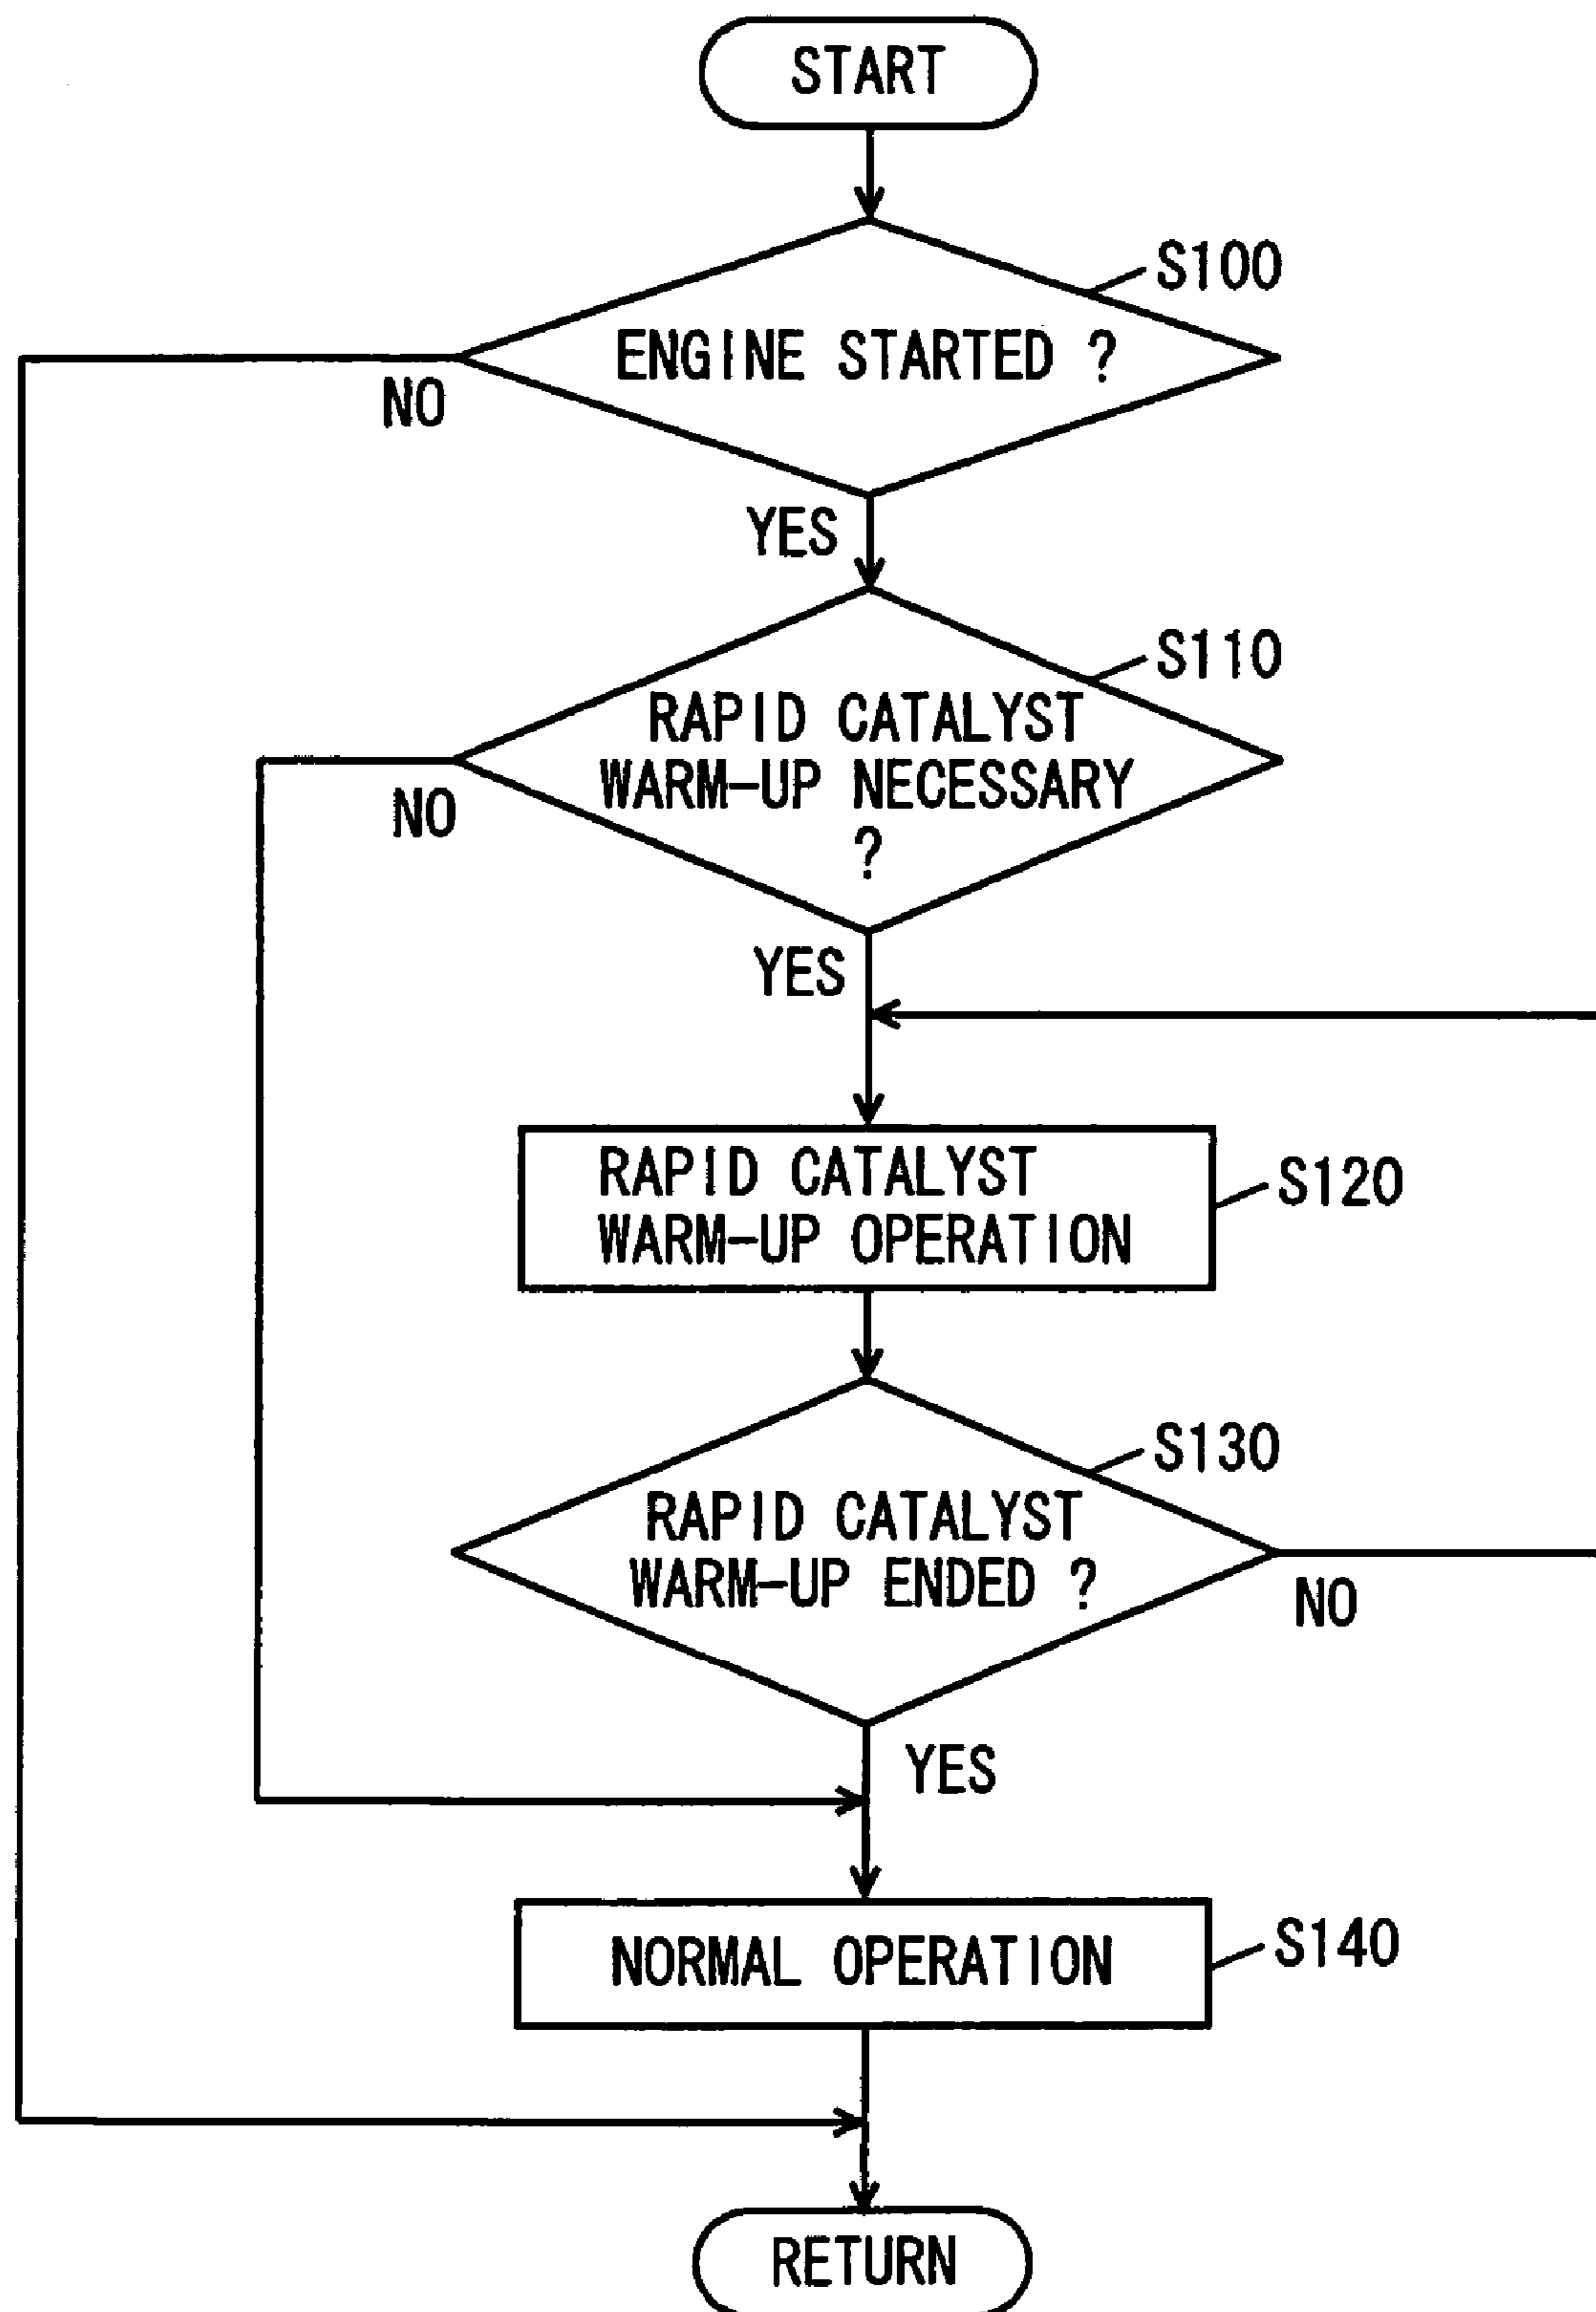 START
S100
ENGINE STARTED ?
NO
YES
S110
RAPID CATALYST
WARM-UP NECESSARY
?
NO
YES
RAPID CATALYST
WARM-UP OPERATION
S120
S130
RAPID CATALYST
WARM-UP ENDED ?
NO
YES
NORMAL OPERATION
S140
RETURN